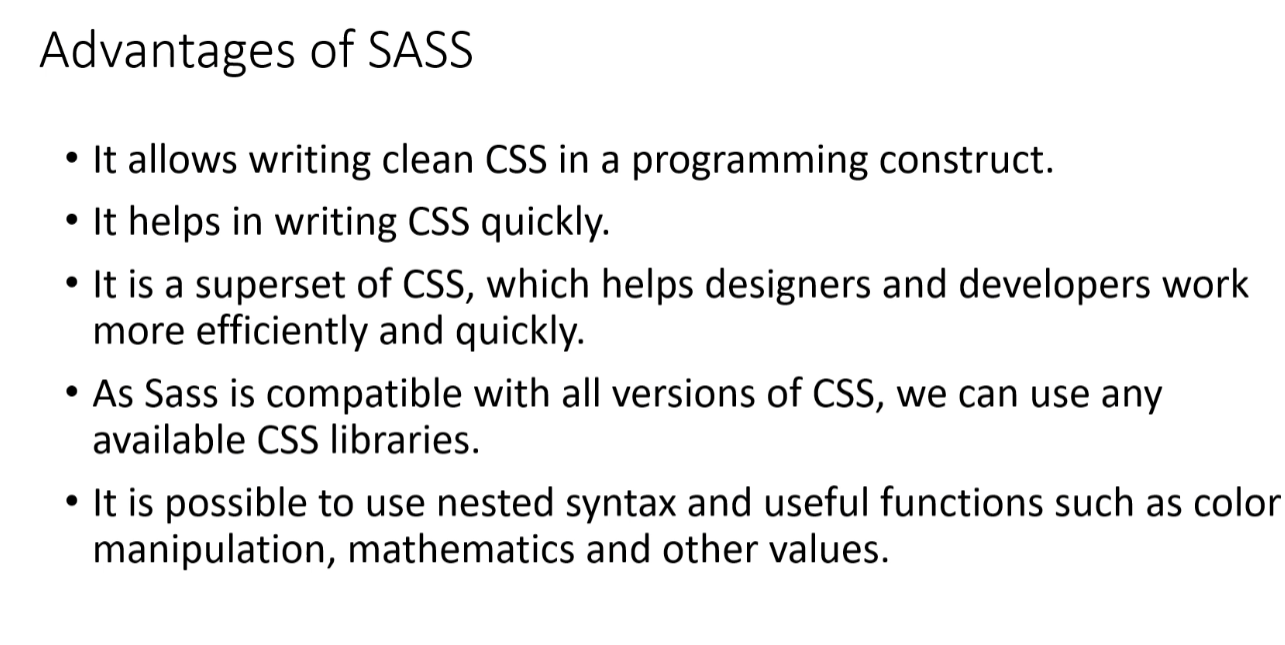 Advantages of SASS
• It allows writing clean CSS in a programming construct.
• It helps in writing CSS quickly.
• It is a superset of CSS, which helps designers and developers work
more efficiently and quickly.
• As Sass is compatible with all versions of CSS, we can use any
available CSS libraries.
• It is possible to use nested syntax and useful functions such as color
manipulation, mathematics and other values.